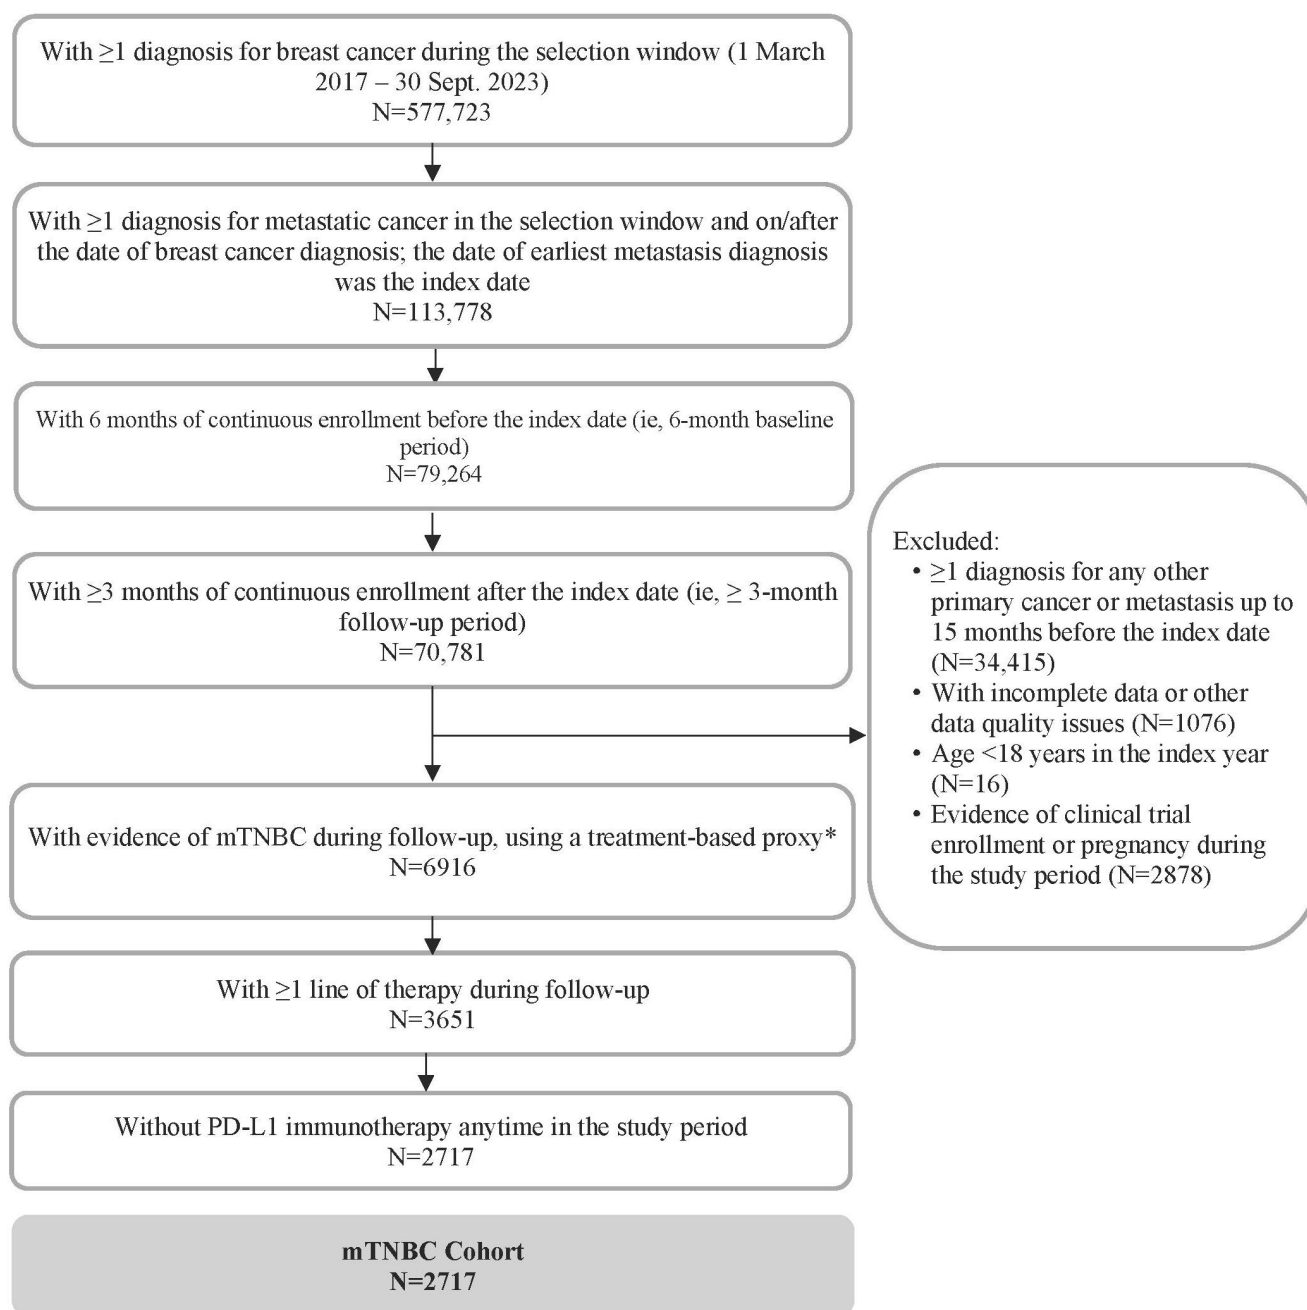 With ≥1 diagnosis for breast cancer during the selection window (1 March
2017 – 30 Sept. 2023)
N=577,723
With ≥1 diagnosis for metastatic cancer in the selection window and on/after
the date of breast cancer diagnosis; the date of earliest metastasis diagnosis
was the index date
N=113,778
With 6 months of continuous enrollment before the index date (ie, 6-month baseline
period)
N=79,264
With ≥3 months of continuous enrollment after the index date (ie, ≥ 3-month
follow-up period)
N=70,781
Excluded:
• ≥1 diagnosis for any other
primary cancer or metastasis up to
15 months before the index date
(N=34,415)
• With incomplete data or other
data quality issues (N=1076)
• Age <18 years in the index year
(N=16)
• Evidence of clinical trial
enrollment or pregnancy during
the study period (N=2878)
With evidence of mTNBC during follow-up, using a treatment-based proxy*
N=6916
With ≥1 line of therapy during follow-up
N=3651
Without PD-L1 immunotherapy anytime in the study period
N=2717
mTNBC Cohort
N=2717